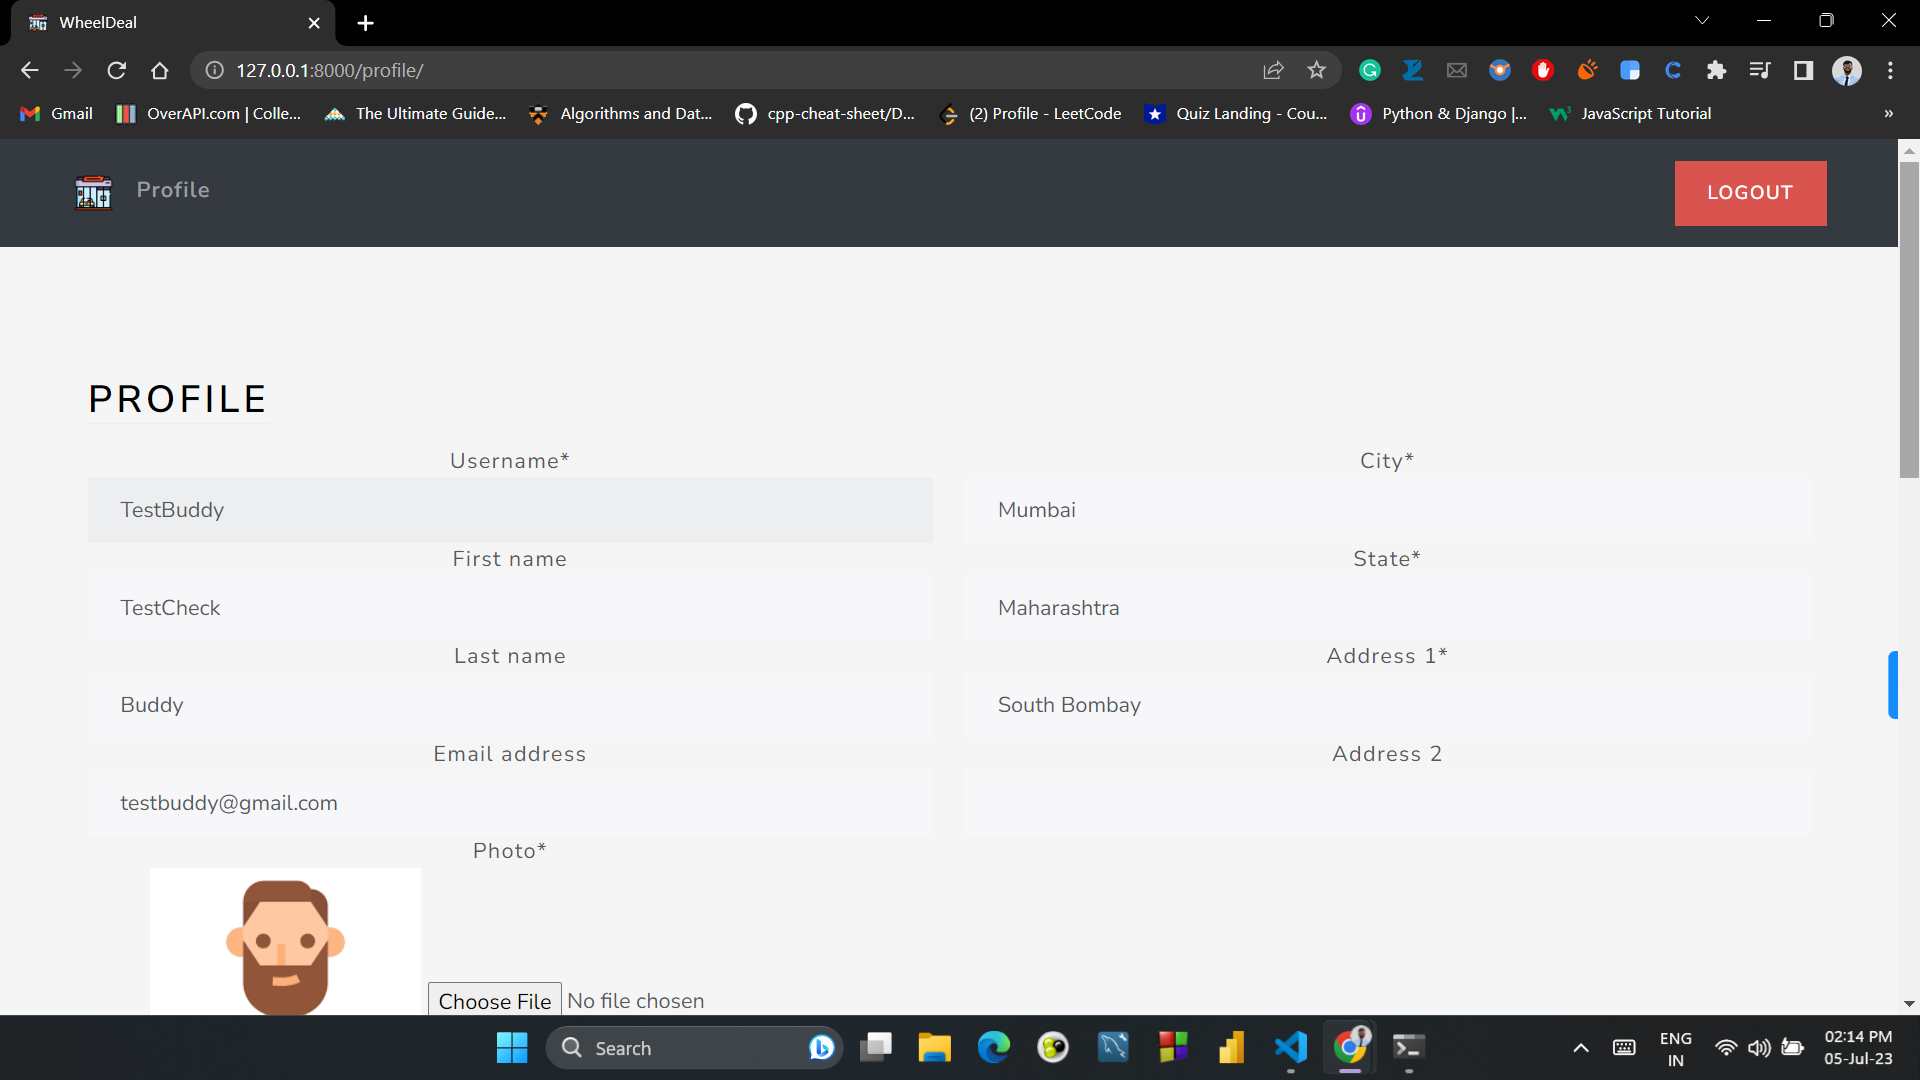 WheelDeal
127.0.0.1:8000/profile/
Gmail
OverAPI.com | Colle...
The Ultimate Guide...
Algorithms and Dat...
cpp-cheat-sheet/D...
(2) Profile - LeetCode
Quiz Landing - Cou...
Python & Django |...
JavaScript Tutorial
»
Profile
LOGOUT
PROFILE
Username*
TestBuddy
First name
TestCheck
Last name
Buddy
Email address
testbuddy@gmail.com
Photo*
Choose File No file chosen
City*
Mumbai
State*
Maharashtra
Address 1*
South Bombay
Address 2
Search
ENG
IN
02:14 PM
05-Jul-23